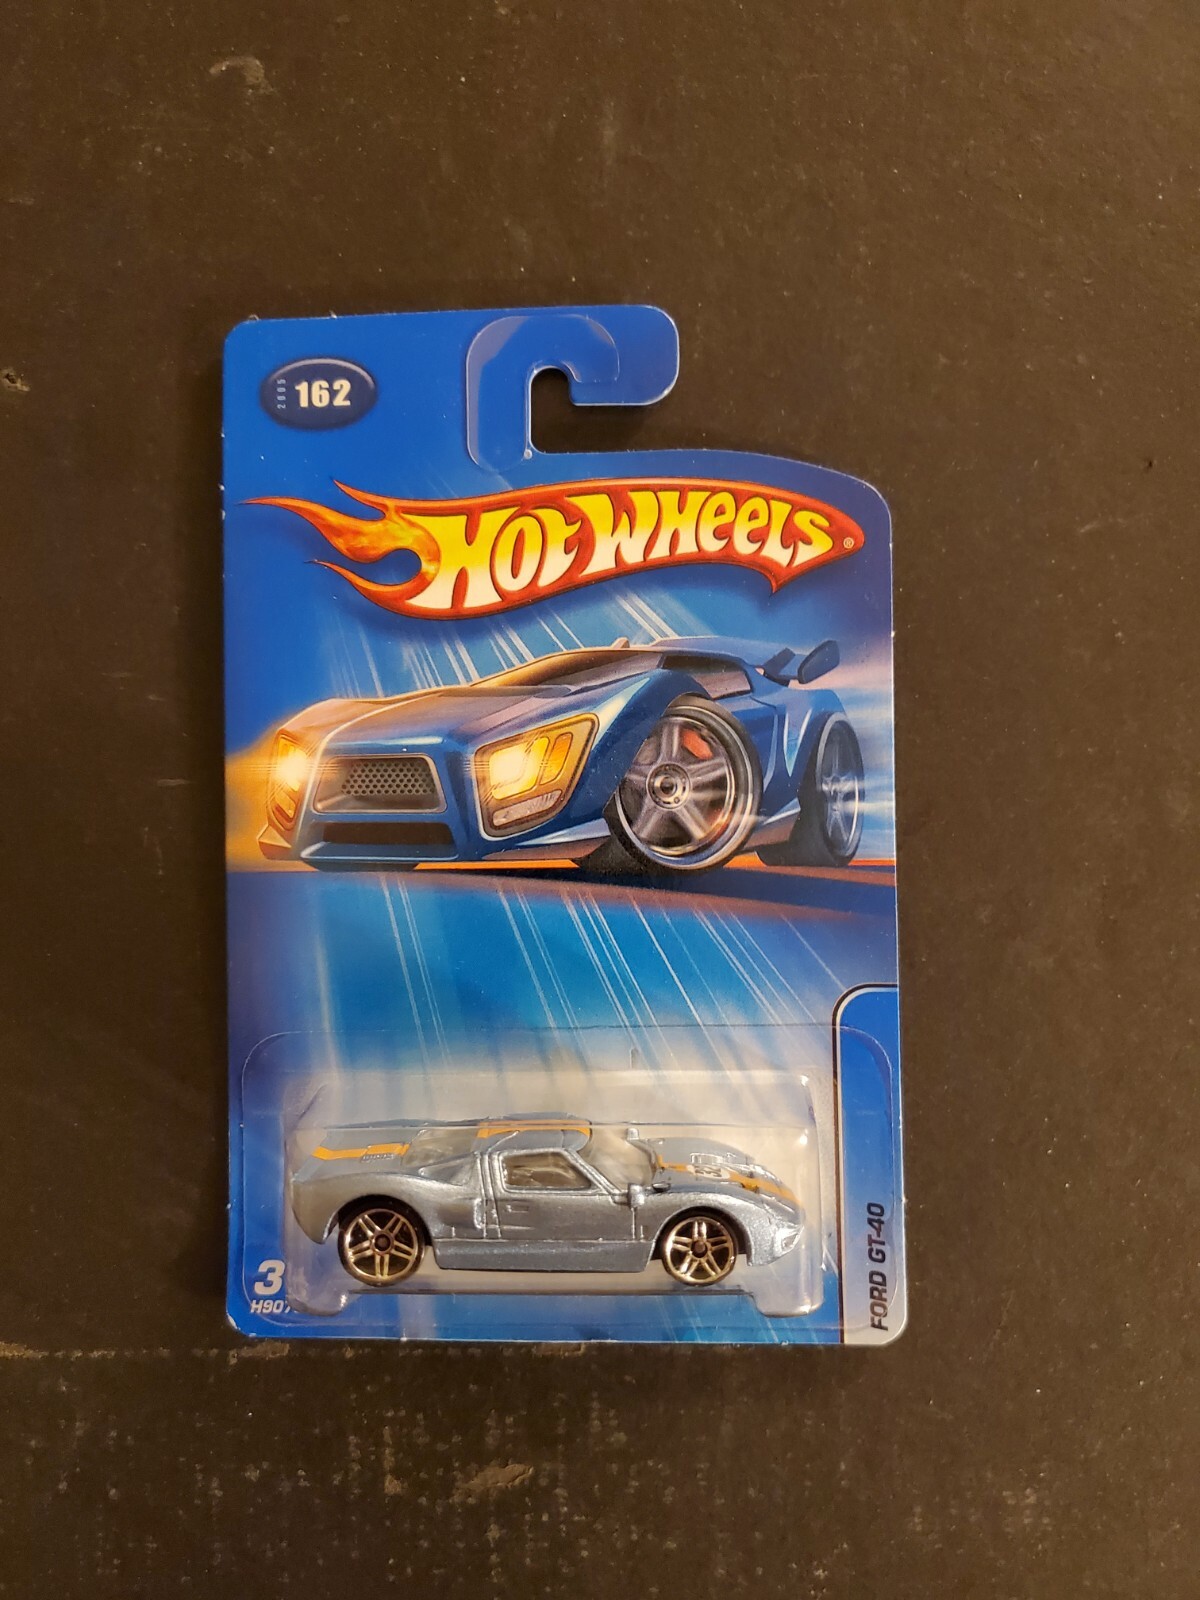 2005 162
HOT WHEELS®
FORD GT-40
3+